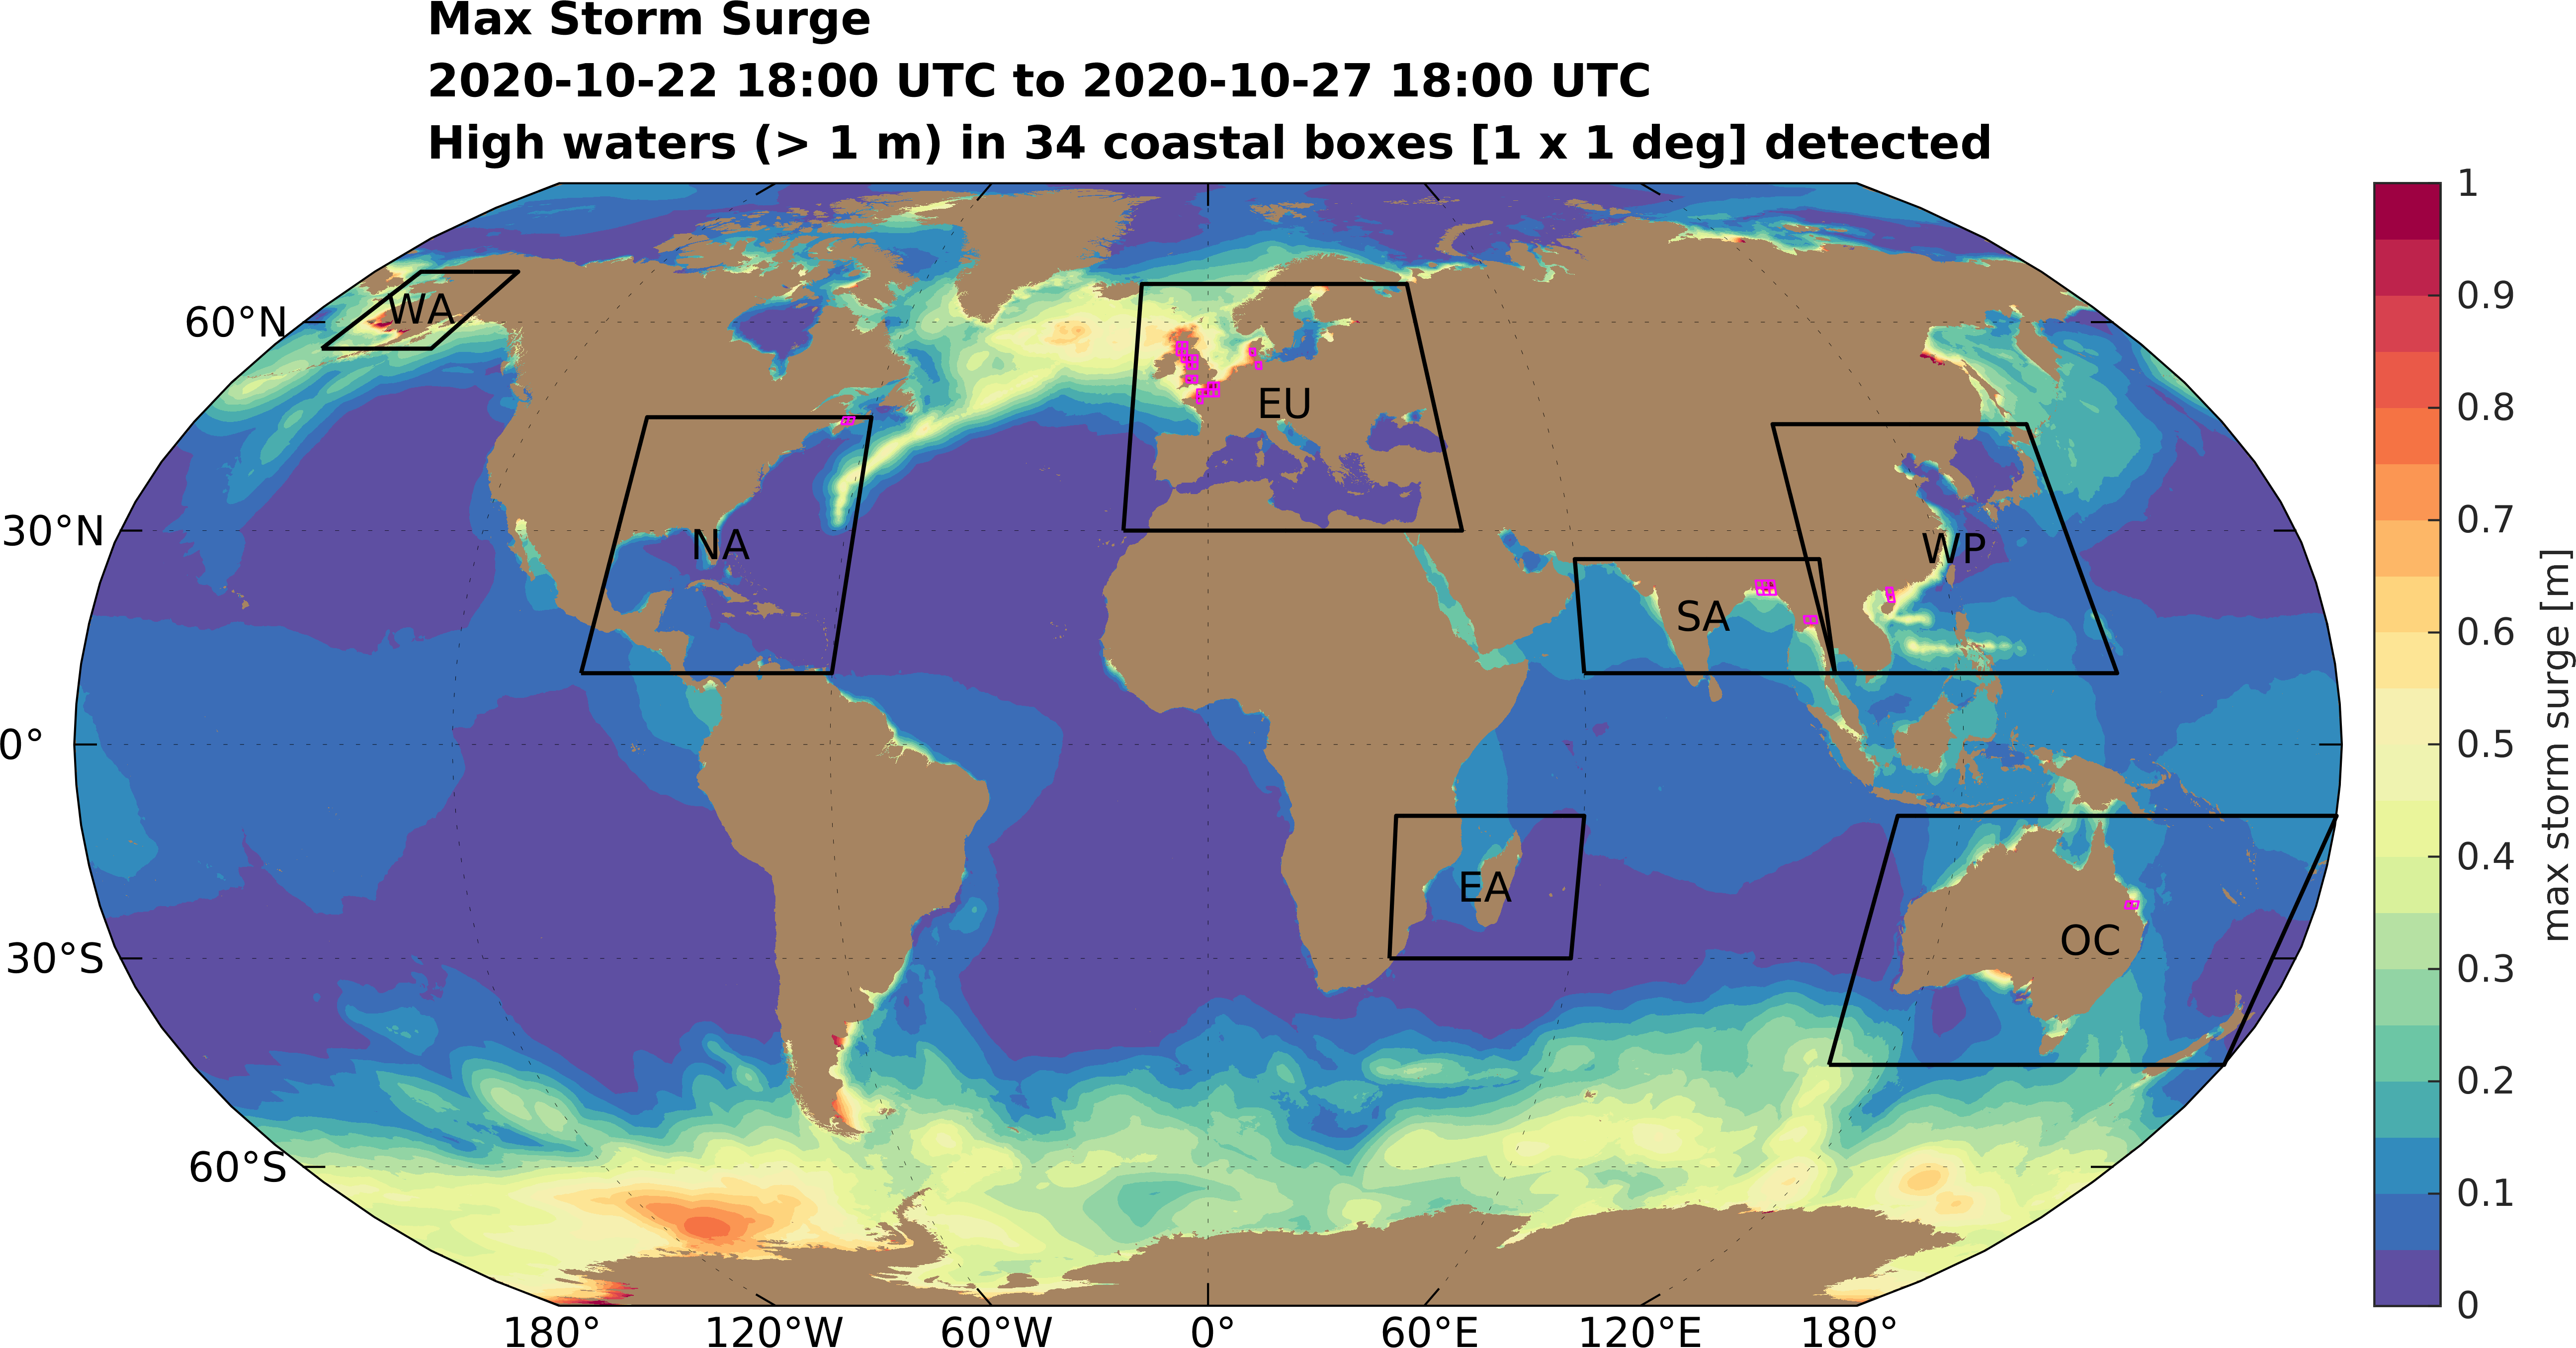 Max Storm Surge
2020-10-22 18:00 UTC to 2020-10-27 18:00 UTC
High waters (> 1 m) in 34 coastal boxes [1 x 1 deg] detected
60°N
30°N
0°
30°S
60°S
WA
NA
EU
SA
WP
EA
OC
180°
120°W
60°W
0°
60°E
120°E
180°
1
0.9
0.8
0.7
0.6
0.5
0.4
0.3
0.2
0.1
0
max storm surge [m]